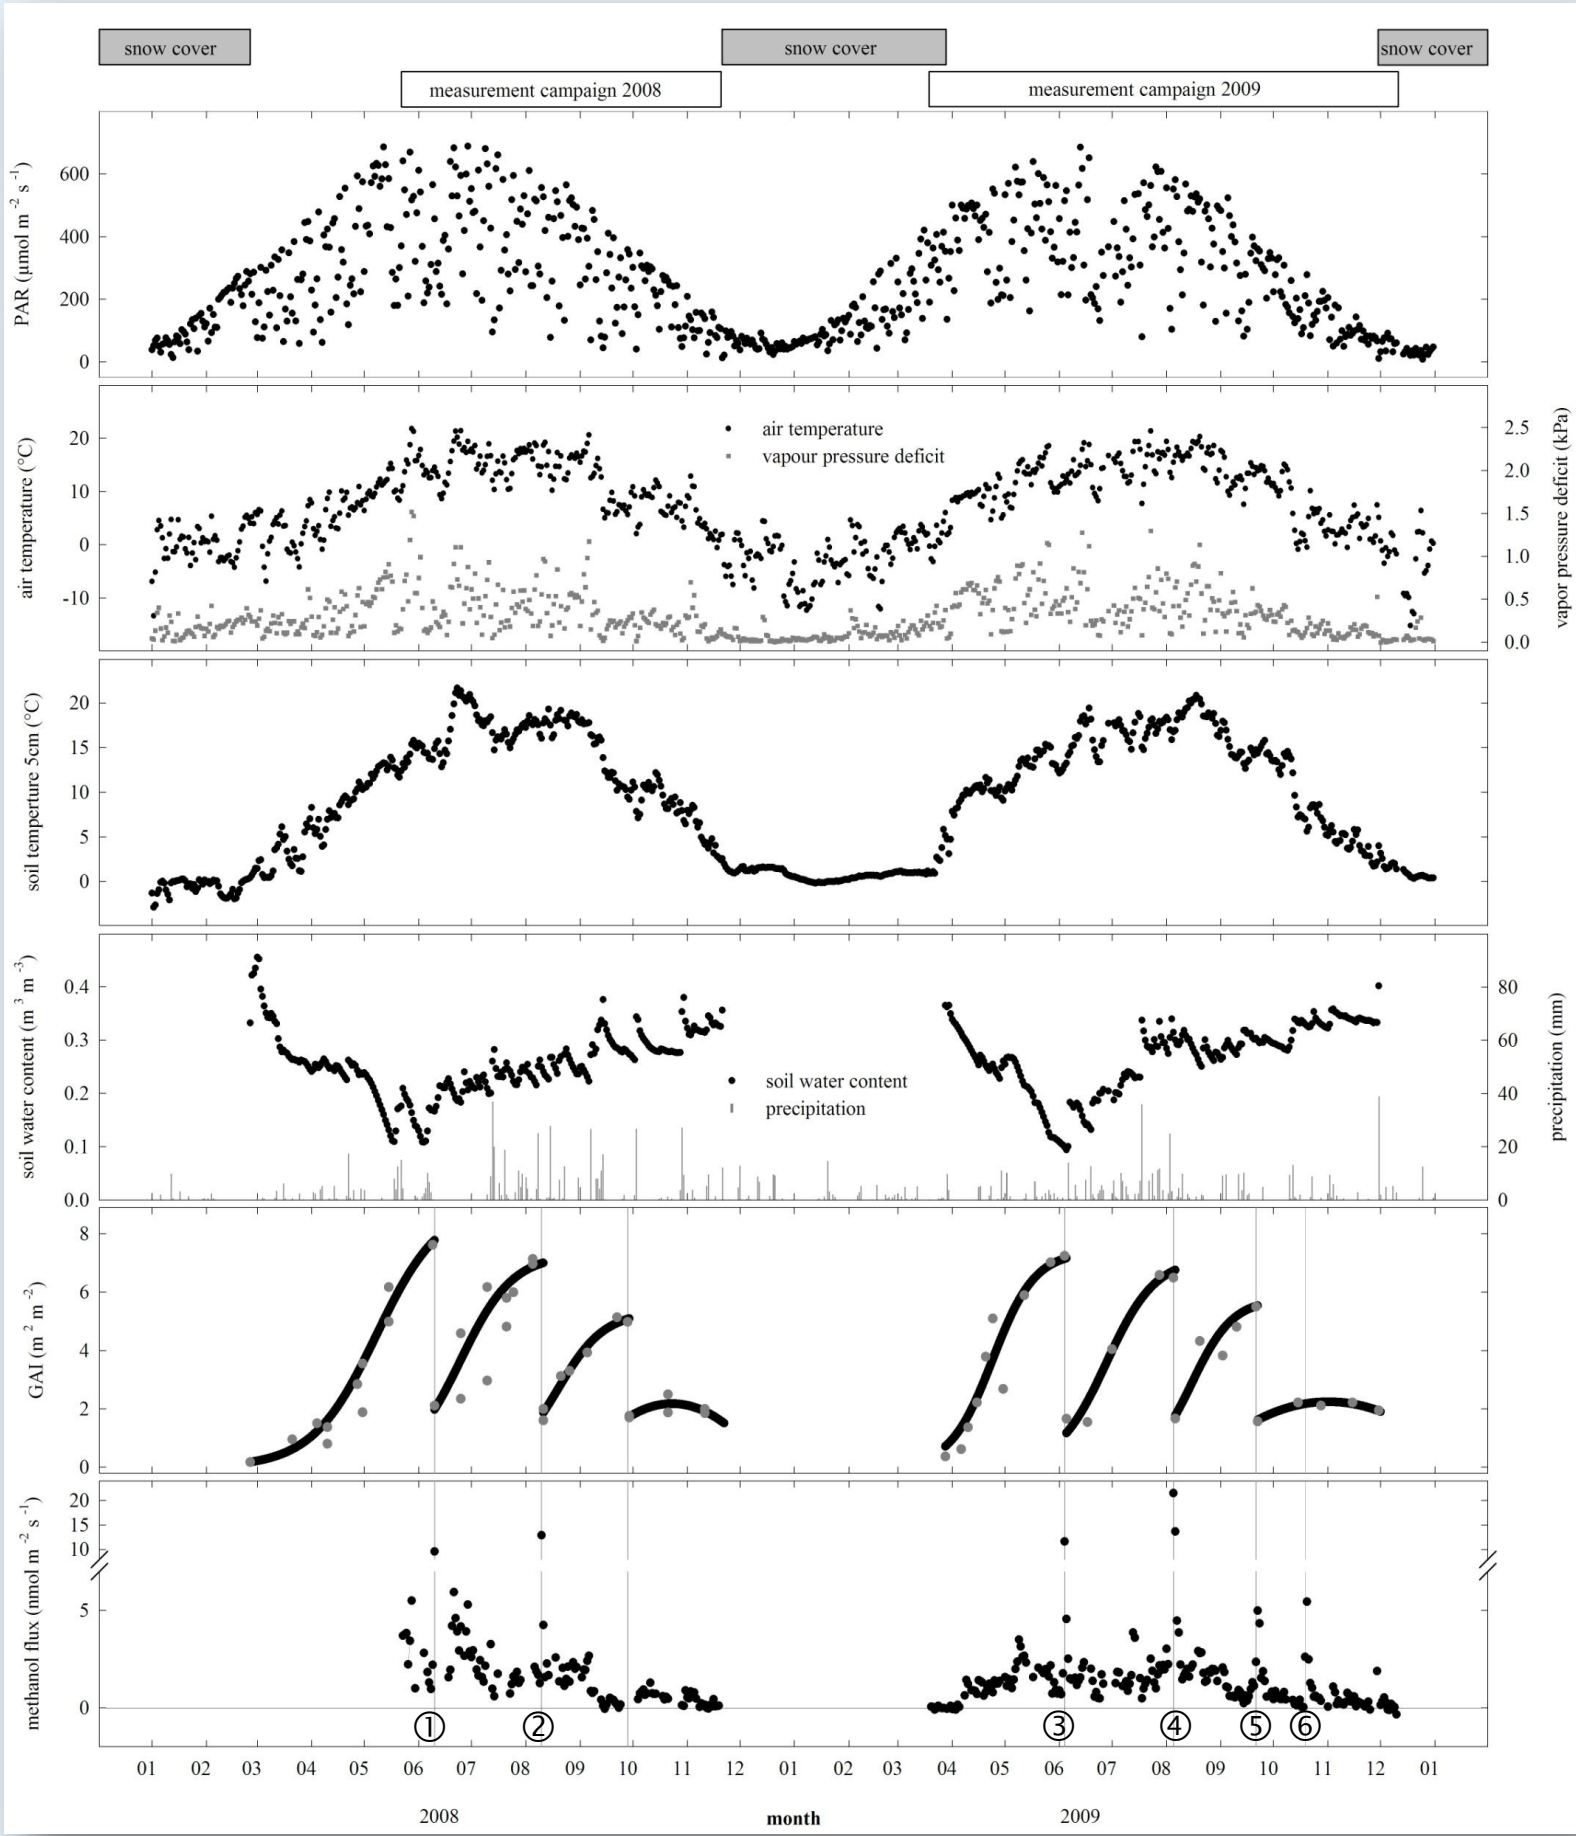 snow cover
snow cover
snow cover
measurement campaign 2008
measurement campaign 2009
PAR (µmol m -2 s -1)
600
400
200
0
air temperature (°C)
20
10
0
-10
air temperature
vapour pressure deficit
2.5
2.0
1.5
1.0
0.5
0.0
vapor pressure deficit (kPa)
soil temperture 5cm (°C)
20
15
10
5
0
soil water content (m 3 m -3)
0.4
0.3
0.2
0.1
0.0
soil water content
precipitation
80
60
40
20
0
precipitation (mm)
GAI (m 2 m -2)
8
6
4
2
0
methanol flux (nmol m -2 s -1)
20
15
10
5
0
① ② ③ ④ ⑤ ⑥
01 02 03 04 05 06 07 08 09 10 11 12 01 02 03 04 05 06 07 08 09 10 11 12 01
2008 month 2009